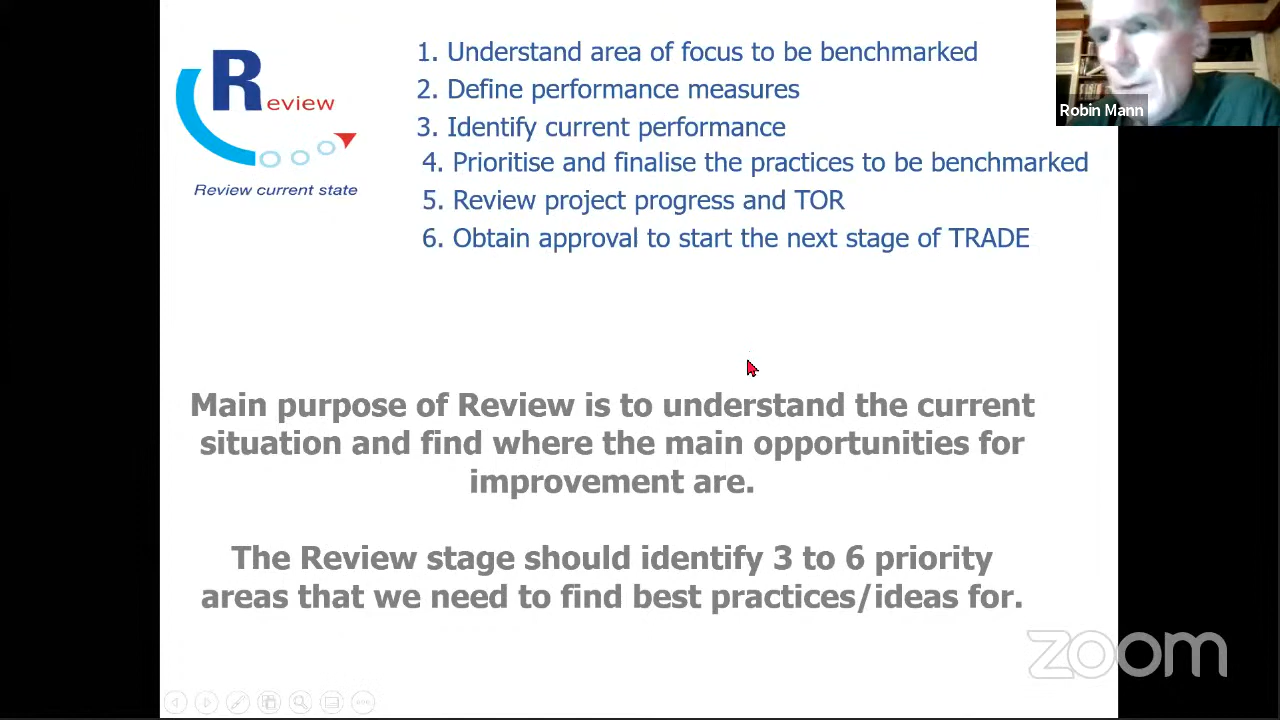 Review
Review current state
1. Understand area of focus to be benchmarked
2. Define performance measures
3. Identify current performance
4. Prioritise and finalise the practices to be benchmarked
5. Review project progress and TOR
6. Obtain approval to start the next stage of TRADE
Robin Mann
Main purpose of Review is to understand the current
situation and find where the main opportunities for
improvement are.
The Review stage should identify 3 to 6 priority
areas that we need to find best practices/ideas for.
zoom